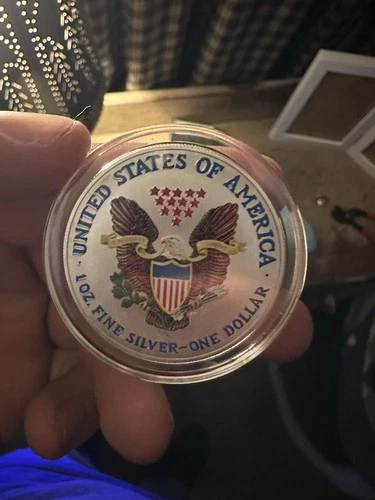 UNITED STATES OF AMERICA
· 1 OZ. FINE SILVER~ONE DOLLAR ·